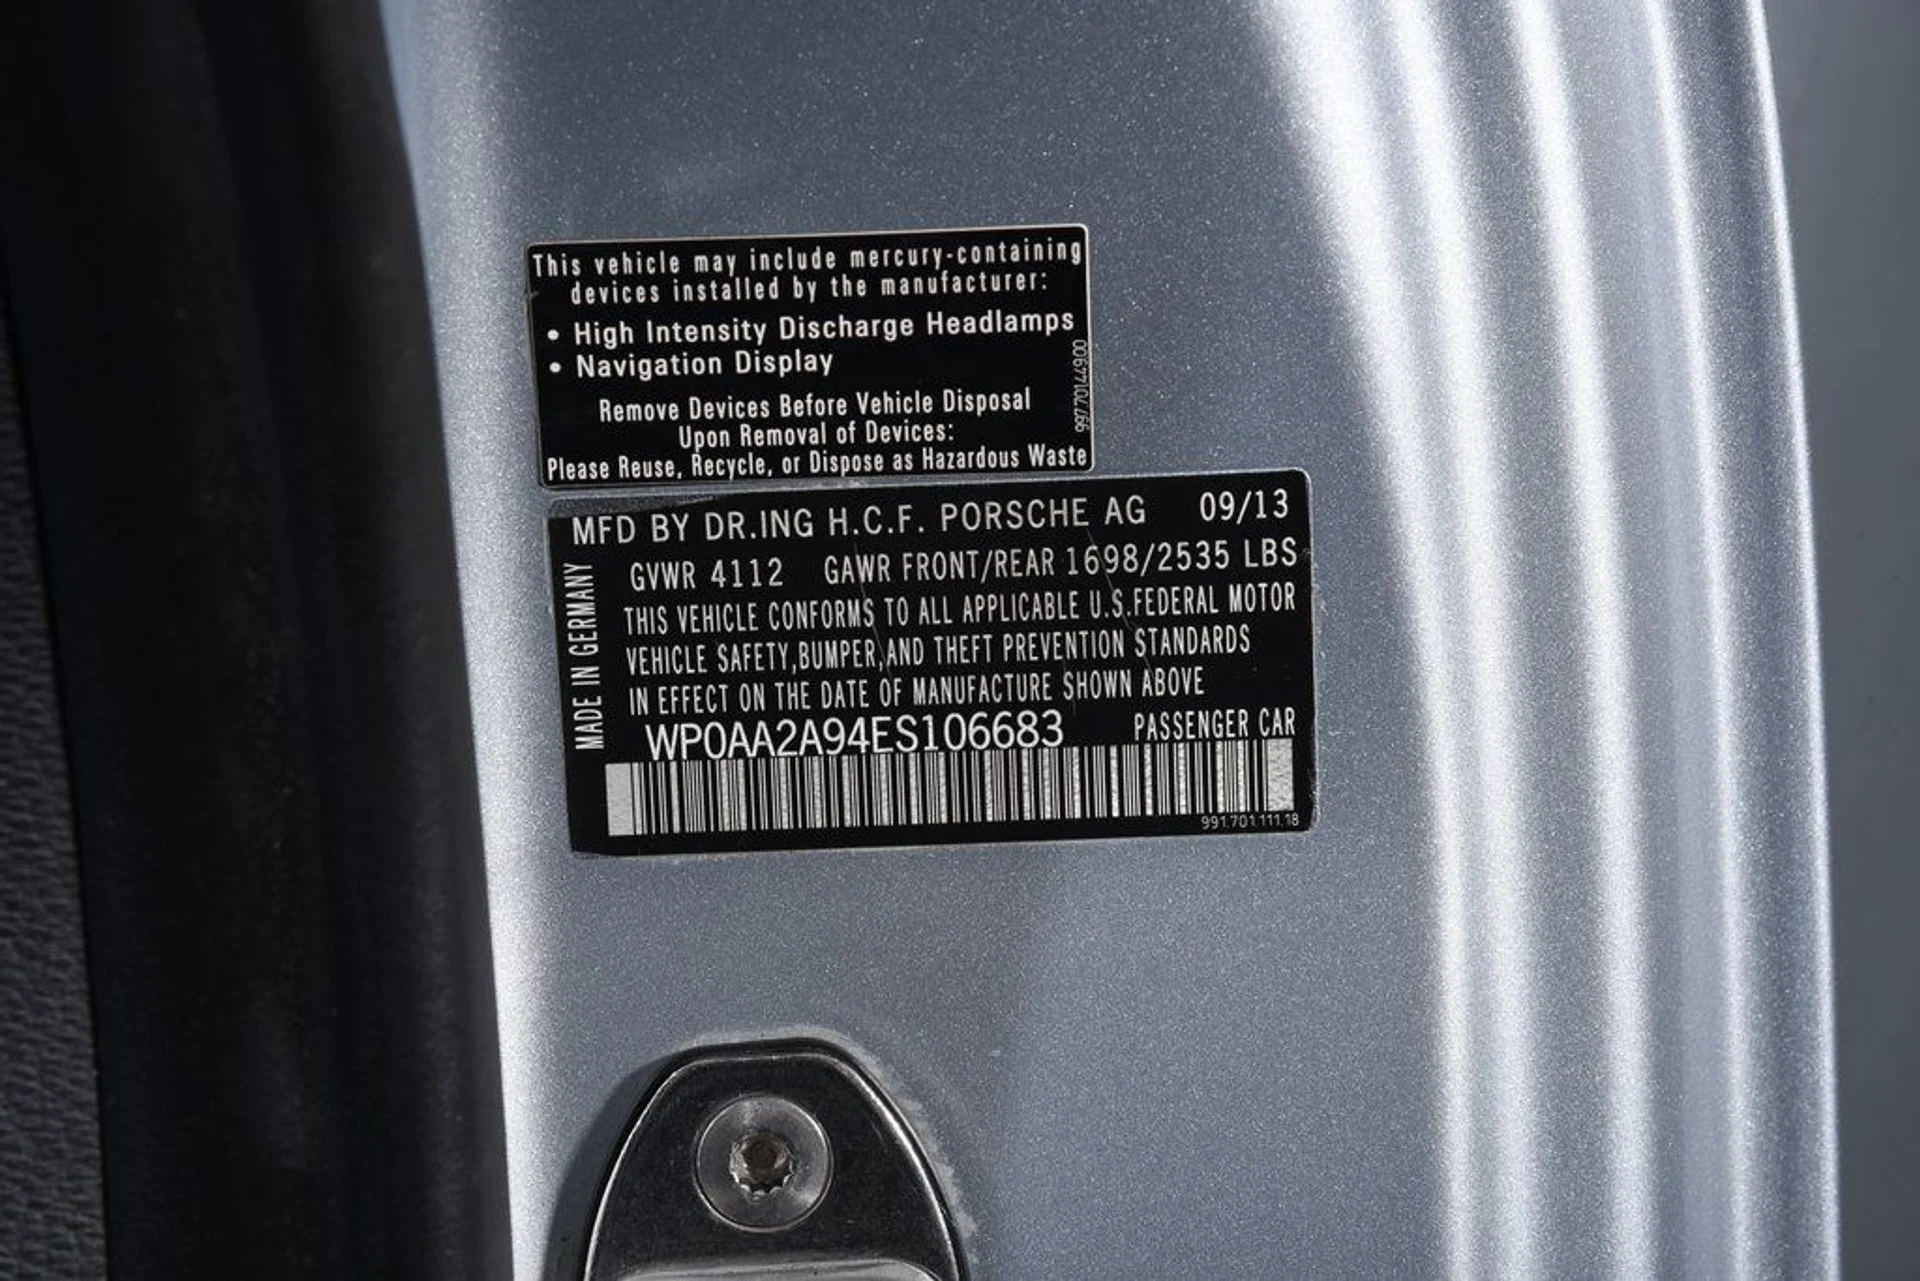 This vehicle may include mercury-containing
devices installed by the manufacturer:
• High Intensity Discharge Headlamps
• Navigation Display
Remove Devices Before Vehicle Disposal
Upon Removal of Devices:
Please Reuse, Recycle, or Dispose as Hazardous Waste
99770144900
MFD BY DR.ING H.C.F. PORSCHE AG 09/13
GVWR 4112 GAWR FRONT/REAR 1698/2535 LBS
THIS VEHICLE CONFORMS TO ALL APPLICABLE U.S.FEDERAL MOTOR
VEHICLE SAFETY,BUMPER,AND THEFT PREVENTION STANDARDS
IN EFFECT ON THE DATE OF MANUFACTURE SHOWN ABOVE
MADE IN GERMANY
WP0AA2A94ES106683 PASSENGER CAR
991.701.111.18